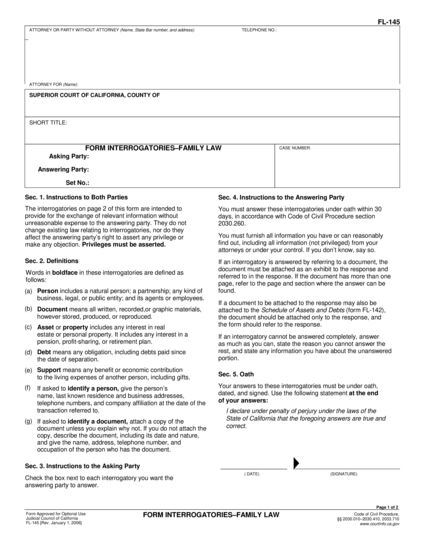 FL-145
ATTORNEY OR PARTY WITHOUT ATTORNEY (Name, State Bar number, and address):
TELEPHONE NO.:
ATTORNEY FOR (Name):
SUPERIOR COURT OF CALIFORNIA, COUNTY OF
SHORT TITLE:
FORM INTERROGATORIES–FAMILY LAW
Asking Party:
Answering Party:
Set No.:
CASE NUMBER:
Sec. 1. Instructions to Both Parties
The interrogatories on page 2 of this form are intended to
provide for the exchange of relevant information without
unreasonable expense to the answering party. They do not
change existing law relating to interrogatories, nor do they
affect the answering party's right to assert any privilege or
make any objection. Privileges must be asserted.
Sec. 2. Definitions
Words in boldface in these interrogatories are defined as
follows:
(a) Person includes a natural person; a partnership; any kind of
business, legal, or public entity; and its agents or employees.
(b) Document means all written, recorded, or graphic materials,
however stored, produced, or reproduced.
(c) Asset or property includes any interest in real
estate or personal property. It includes any interest in a
pension, profit-sharing, or retirement plan.
(d) Debt means any obligation, including debts paid since
the date of separation.
(e) Support means any benefit or economic contribution
to the living expenses of another person, including gifts.
(f) If asked to identify a person, give the person's
name, last known residence and business addresses,
telephone numbers, and company affiliation at the date of the
transaction referred to.
(g) If asked to identify a document, attach a copy of the
document unless you explain why not. If you do not attach the
copy, describe the document, including its date and nature,
and give the name, address, telephone number, and
occupation of the person who has the document.
Sec. 3. Instructions to the Asking Party
Check the box next to each interrogatory you want the
answering party to answer.
Sec. 4. Instructions to the Answering Party
You must answer these interrogatories under oath within 30
days, in accordance with Code of Civil Procedure section
2030.260.
You must furnish all information you have or can reasonably
find out, including all information (not privileged) from your
attorneys or under your control. If you don't know, say so.
If an interrogatory is answered by referring to a document, the
document must be attached as an exhibit to the response and
referred to in the response. If the document has more than one
page, refer to the page and section where the answer can be
found.
If a document to be attached to the response may also be
attached to the Schedule of Assets and Debts (form FL-142),
the document should be attached only to the response, and
the form should refer to the response.
If an interrogatory cannot be answered completely, answer
as much as you can, state the reason you cannot answer the
rest, and state any information you have about the unanswered
portion.
Sec. 5. Oath
Your answers to these interrogatories must be under oath,
dated, and signed. Use the following statement at the end
of your answers:
I declare under penalty of perjury under the laws of the
State of California that the foregoing answers are true and
correct.
(DATE)
(SIGNATURE)
Page 1 of 2
Form Approved for Optional Use
Judicial Council of California
FL-145 [Rev. January 1, 2006]
FORM INTERROGATORIES–FAMILY LAW
Code of Civil Procedure,
§§ 2030.010–2030.410, 2033.710
www.courtinfo.ca.gov